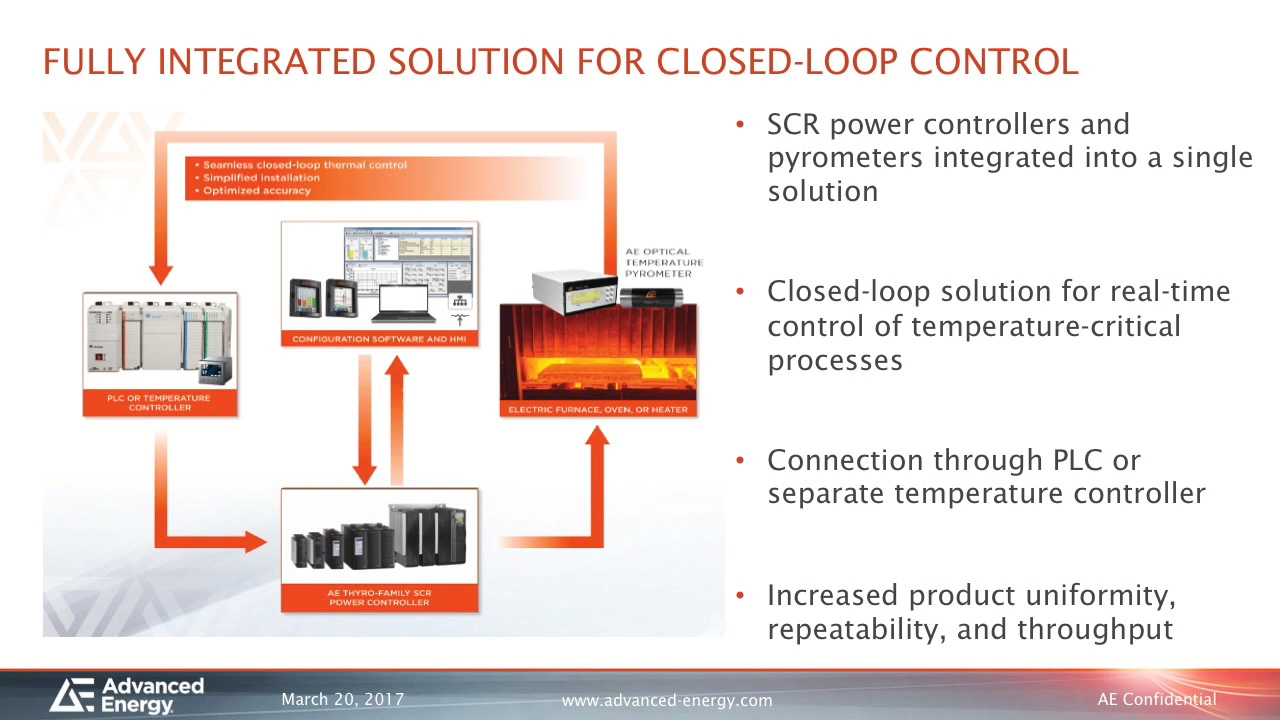 FULLY INTEGRATED SOLUTION FOR CLOSED-LOOP CONTROL
• Seamless closed-loop thermal control
• Simplified installation
• Optimized accuracy
AE OPTICAL
TEMPERATURE
PYROMETER
CONFIGURATION SOFTWARE AND HMI
PLC OR TEMPERATURE
CONTROLLER
ELECTRIC FURNACE, OVEN, OR HEATER
AE THYRO-FAMILY SCR
POWER CONTROLLER
• SCR power controllers and
pyrometers integrated into a single
solution
• Closed-loop solution for real-time
control of temperature-critical
processes
• Connection through PLC or
separate temperature controller
• Increased product uniformity,
repeatability, and throughput
AE Advanced
Energy
March 20, 2017
www.advanced-energy.com
AE Confidential